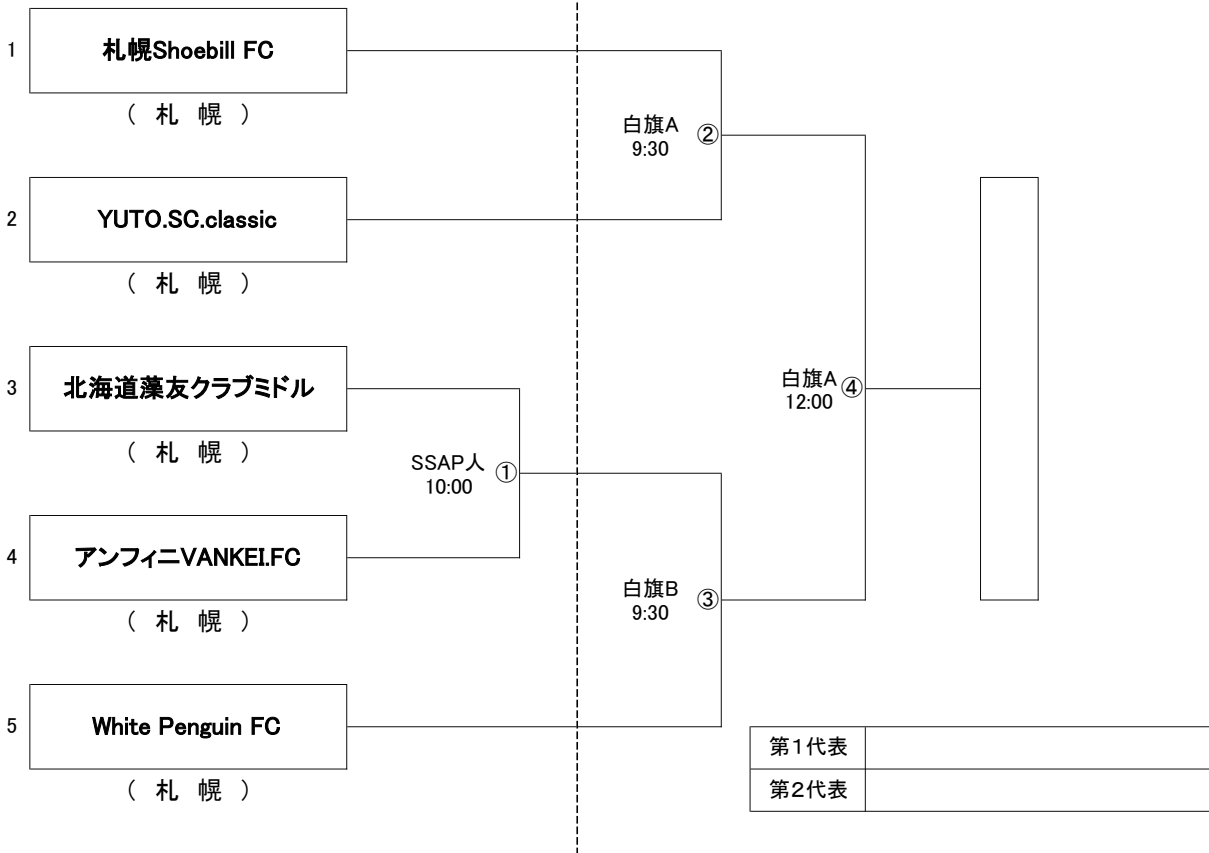 1
札幌Shoebill FC
( 札 幌 )
白旗A
9:30
②
2
YUTO.SC.classic
( 札 幌 )
3
北海道藻友クラブミドル
( 札 幌 )
SSAP人
10:00
①
白旗A
12:00
④
4
アンフィニVANKEI.FC
( 札 幌 )
白旗B
9:30
③
5
White Penguin FC
( 札 幌 )
第1代表
第2代表